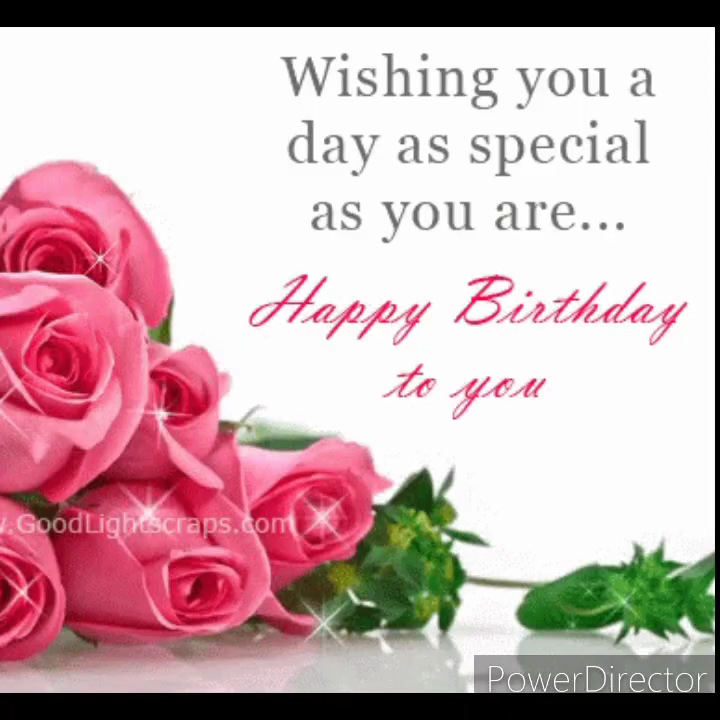 Wishing you a
day as special
as you are...
Happy Birthday
to you
.GoodLightscraps.com
PowerDirector